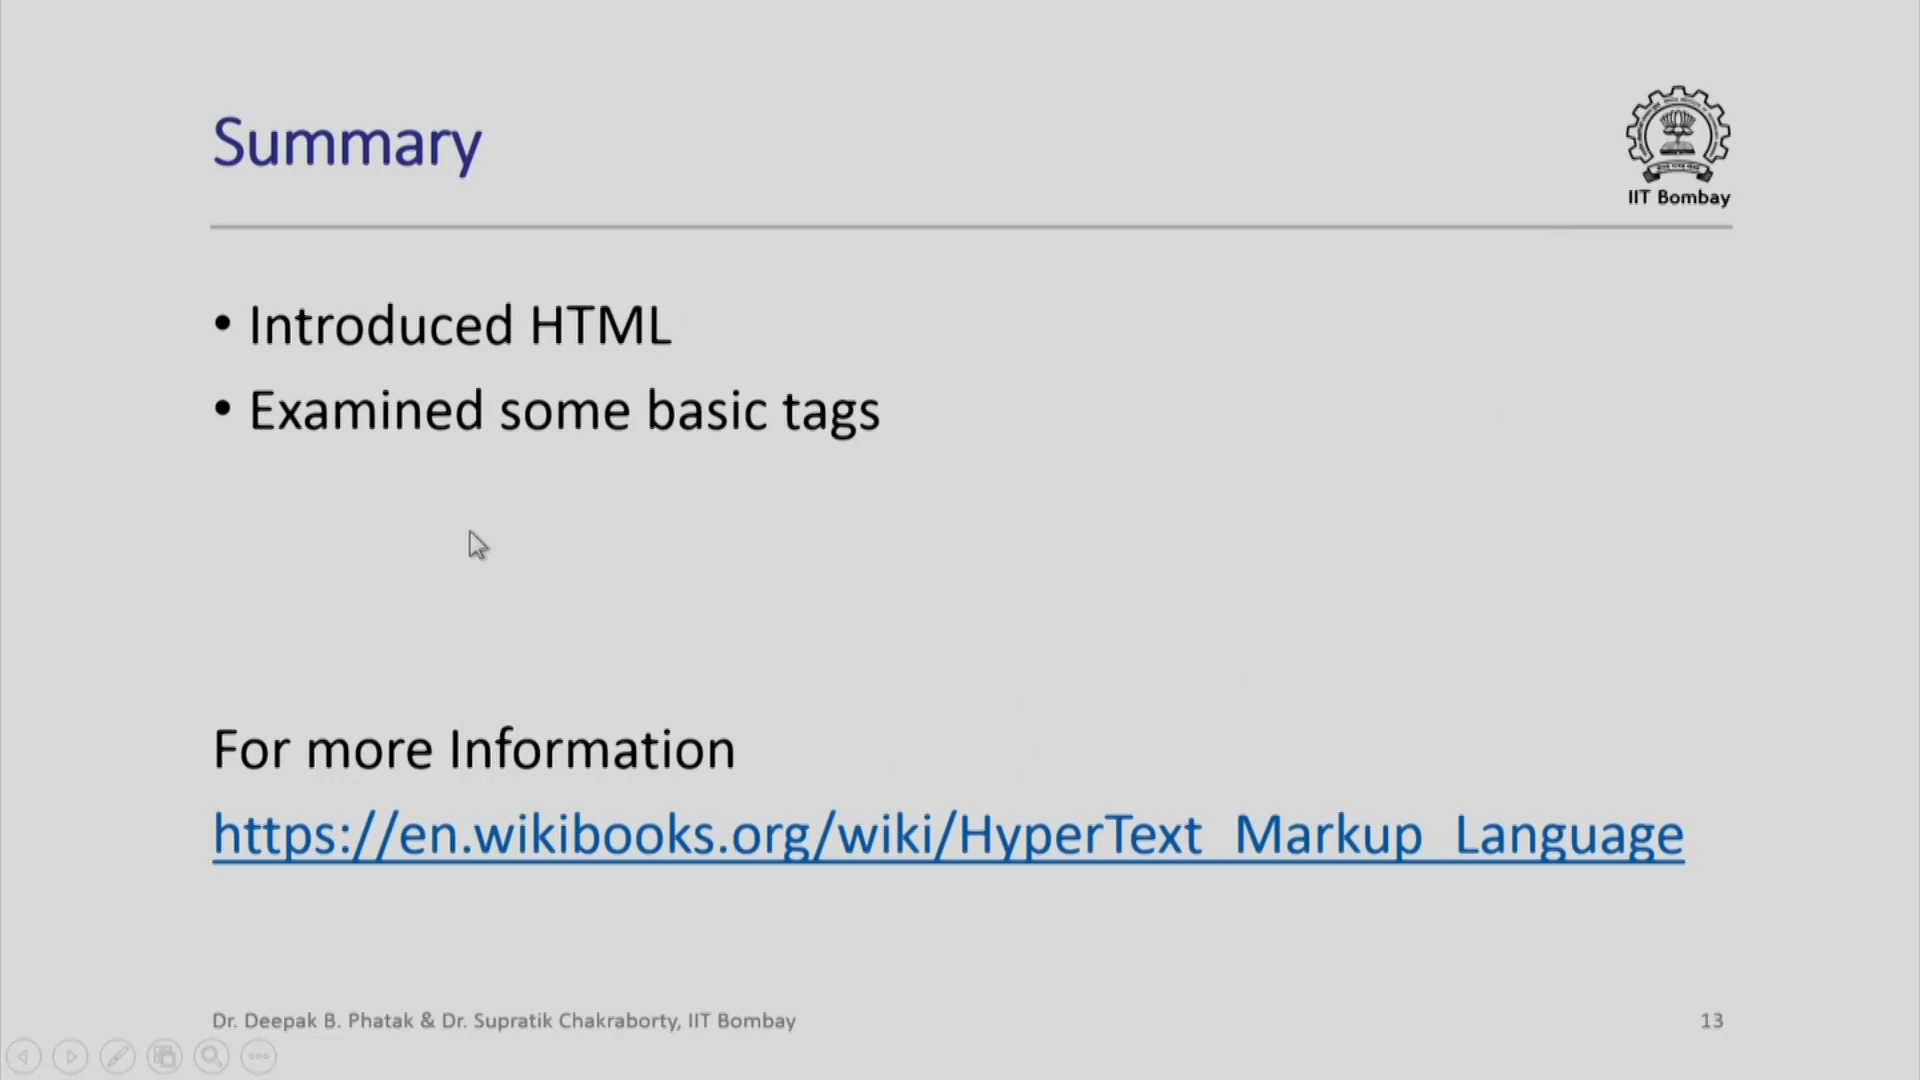 Summary
IIT Bombay
• Introduced HTML
• Examined some basic tags
For more Information
https://en.wikibooks.org/wiki/HyperText_Markup_Language
Dr. Deepak B. Phatak & Dr. Supratik Chakraborty, IIT Bombay
13